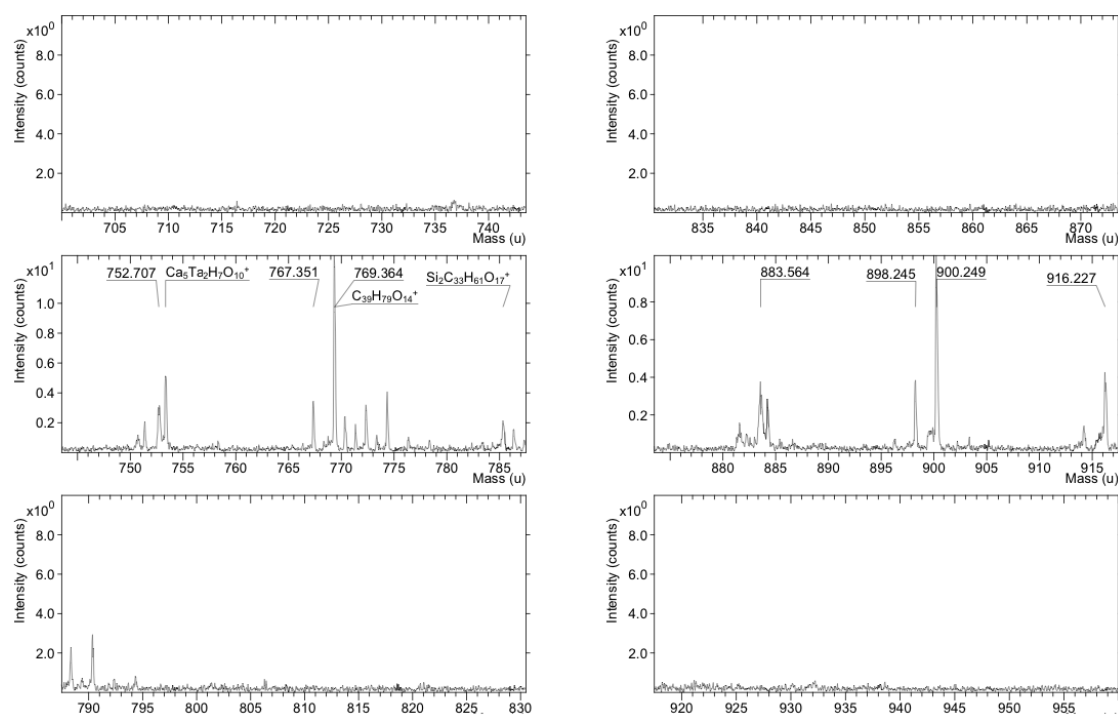 x10⁰
8.0
6.0
4.0
2.0
Intensity (counts)
705 710 715 720 725 730 735 740
Mass (u)
x10¹
1.0
0.8
0.6
0.4
0.2
Intensity (counts)
752.707
Ca₅Ta₂H₇O₁₀⁺
767.351
769.364
C₃₉H₇₉O₁₄⁺
Si₂C₃₃H₆₁O₁₇⁺
750 755 760 765 770 775 780 785
Mass (u)
x10⁰
8.0
6.0
4.0
2.0
Intensity (counts)
790 795 800 805 810 815 820 825 830
x10⁰
8.0
6.0
4.0
2.0
Intensity (counts)
835 840 845 850 855 860 865 870
Mass (u)
x10¹
0.8
0.6
0.4
0.2
Intensity (counts)
883.564
898.245
900.249
916.227
880 885 890 895 900 905 910 915
Mass (u)
x10⁰
8.0
6.0
4.0
2.0
Intensity (counts)
920 925 930 935 940 945 950 955